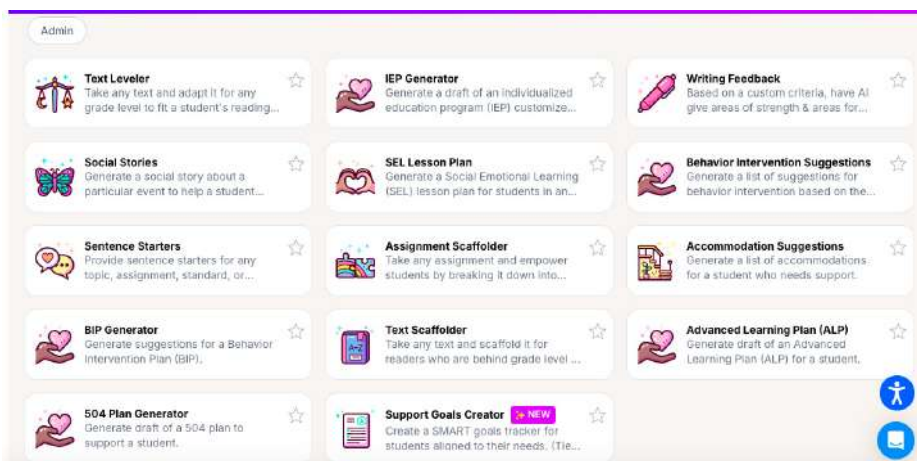 Admin
Text Leveler
Take any text and adapt it for any
grade level to fit a student's reading...
IEP Generator
Generate a draft of an individualized
education program (IEP) customize...
Writing Feedback
Based on a custom criteria, have AI
give areas of strength & areas for...
Social Stories
Generate a social story about a
particular event to help a student...
SEL Lesson Plan
Generate a Social Emotional Learning
(SEL) lesson plan for students in an...
Behavior Intervention Suggestions
Generate a list of suggestions for
behavior intervention based on the...
Sentence Starters
Provide sentence starters for any
topic, assignment, standard, or...
Assignment Scaffolder
Take any assignment and empower
students by breaking it down into...
Accommodation Suggestions
Generate a list of accommodations
for a student who needs support.
BIP Generator
Generate suggestions for a Behavior
Intervention Plan (BIP).
Text Scaffolder
Take any text and scaffold it for
readers who are behind grade level ...
Advanced Learning Plan (ALP)
Generate draft of an Advanced
Learning Plan (ALP) for a student.
504 Plan Generator
Generate draft of a 504 plan to
support a student.
Support Goals Creator NEW
Create a SMART goals tracker for
students aligned to their needs. (Tie...